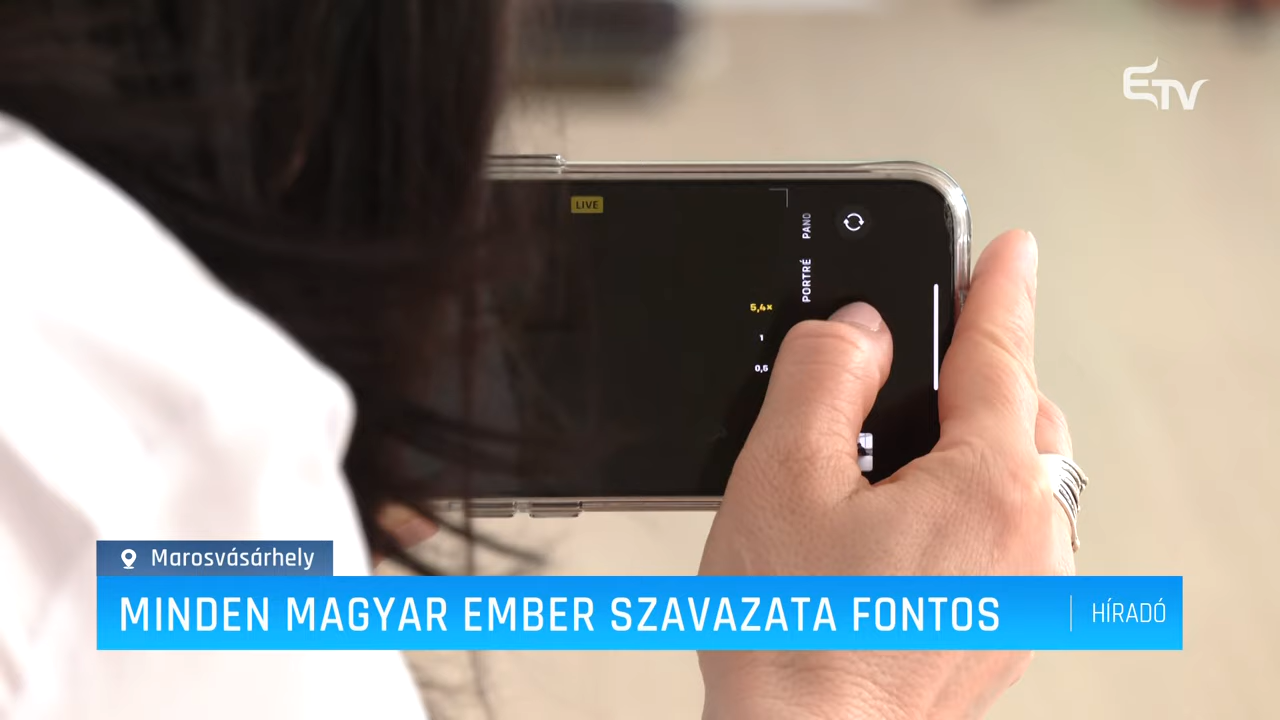 ETV
LIVE
PANO
PORTRÉ
5,4×
1
0,5
Marosvásárhely
MINDEN MAGYAR EMBER SZAVAZATA FONTOS
HÍRADÓ